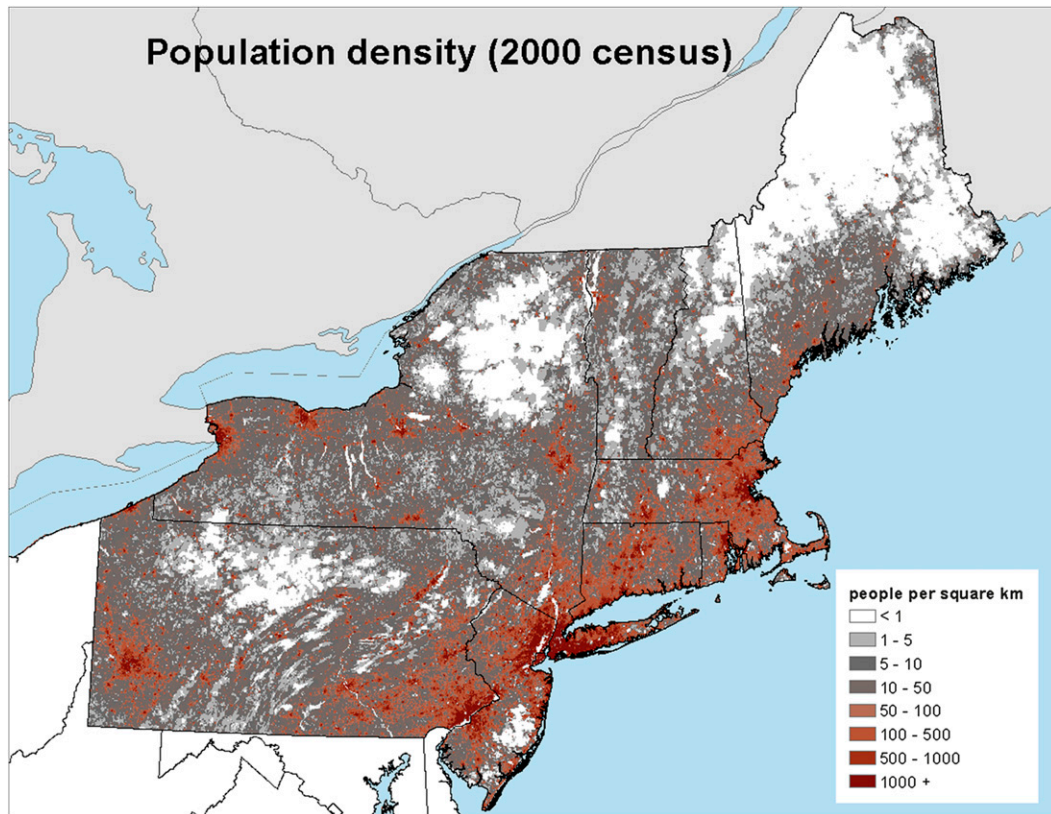 Population density (2000 census)
people per square km
< 1
1 - 5
5 - 10
10 - 50
50 - 100
100 - 500
500 - 1000
1000 +